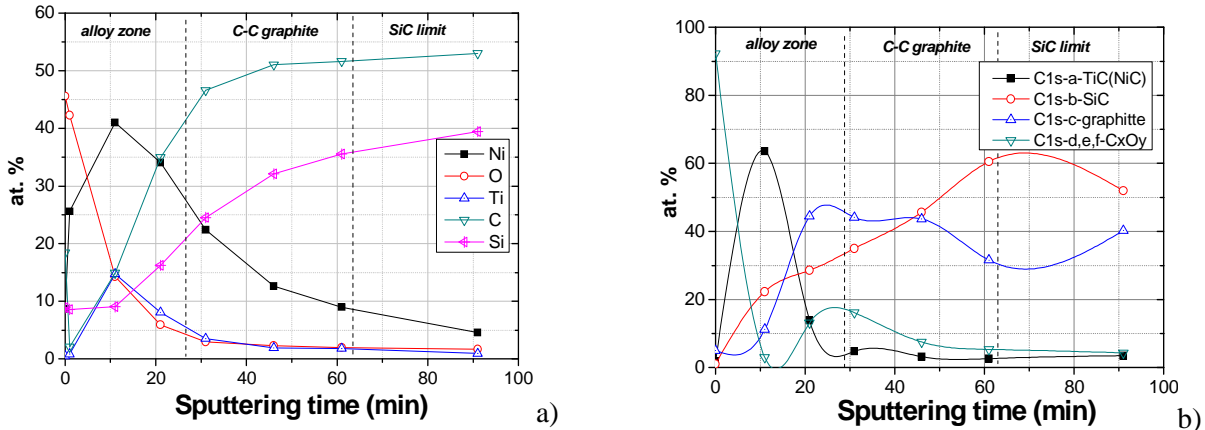 alloy zone C-C graphite SiC limit
60
50
40
30
20
10
0
at. %
Ni
O
Ti
C
Si
0 20 40 60 80 100
Sputtering time (min)
a)
alloy zone C-C graphite SiC limit
100
80
60
40
20
0
at. %
C1s-a-TiC(NiC)
C1s-b-SiC
C1s-c-graphitte
C1s-d,e,f-CxOy
0 20 40 60 80 100
Sputtering time (min)
b)